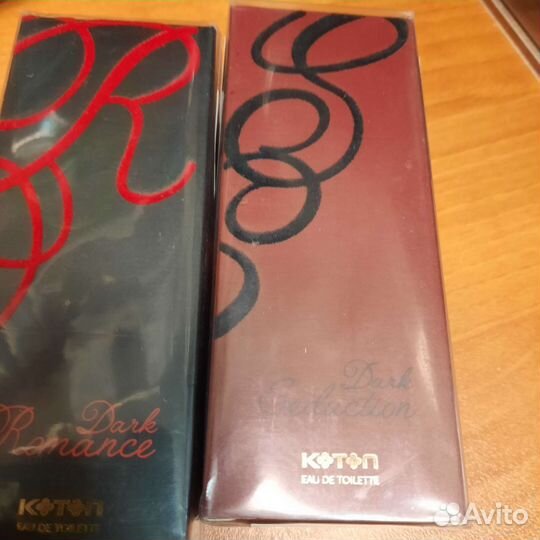 Dark
Romance
KOTON
EAU DE TOILETTE
Dark
Seduction
KOTON
EAU DE TOILETTE
Avito